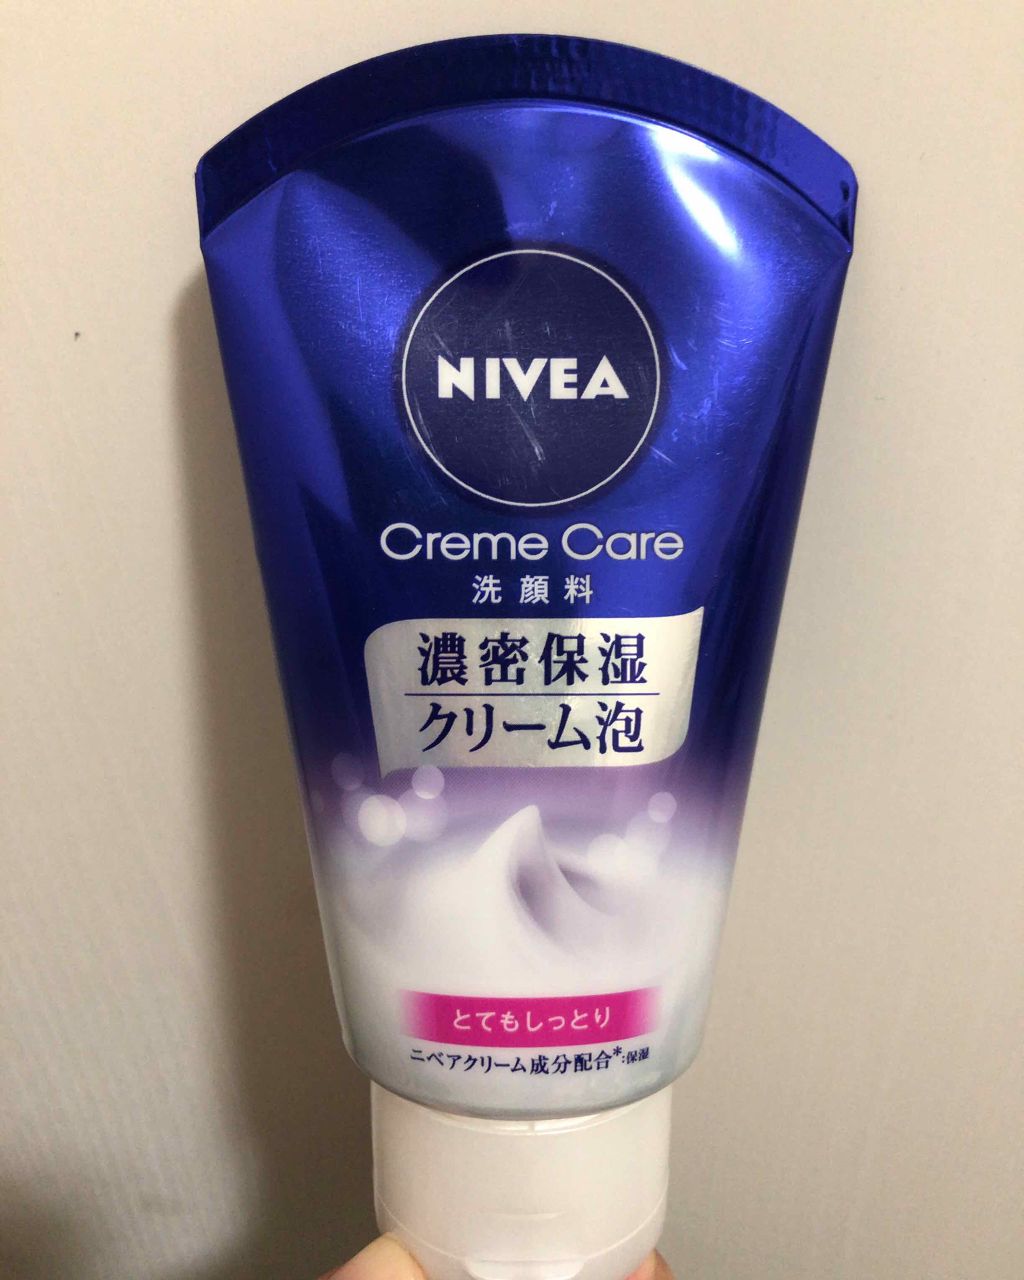 NIVEA
Creme Care
洗顔料
濃密保湿
クリーム泡
とてもしっとり
ニベアクリーム成分配合*:保湿